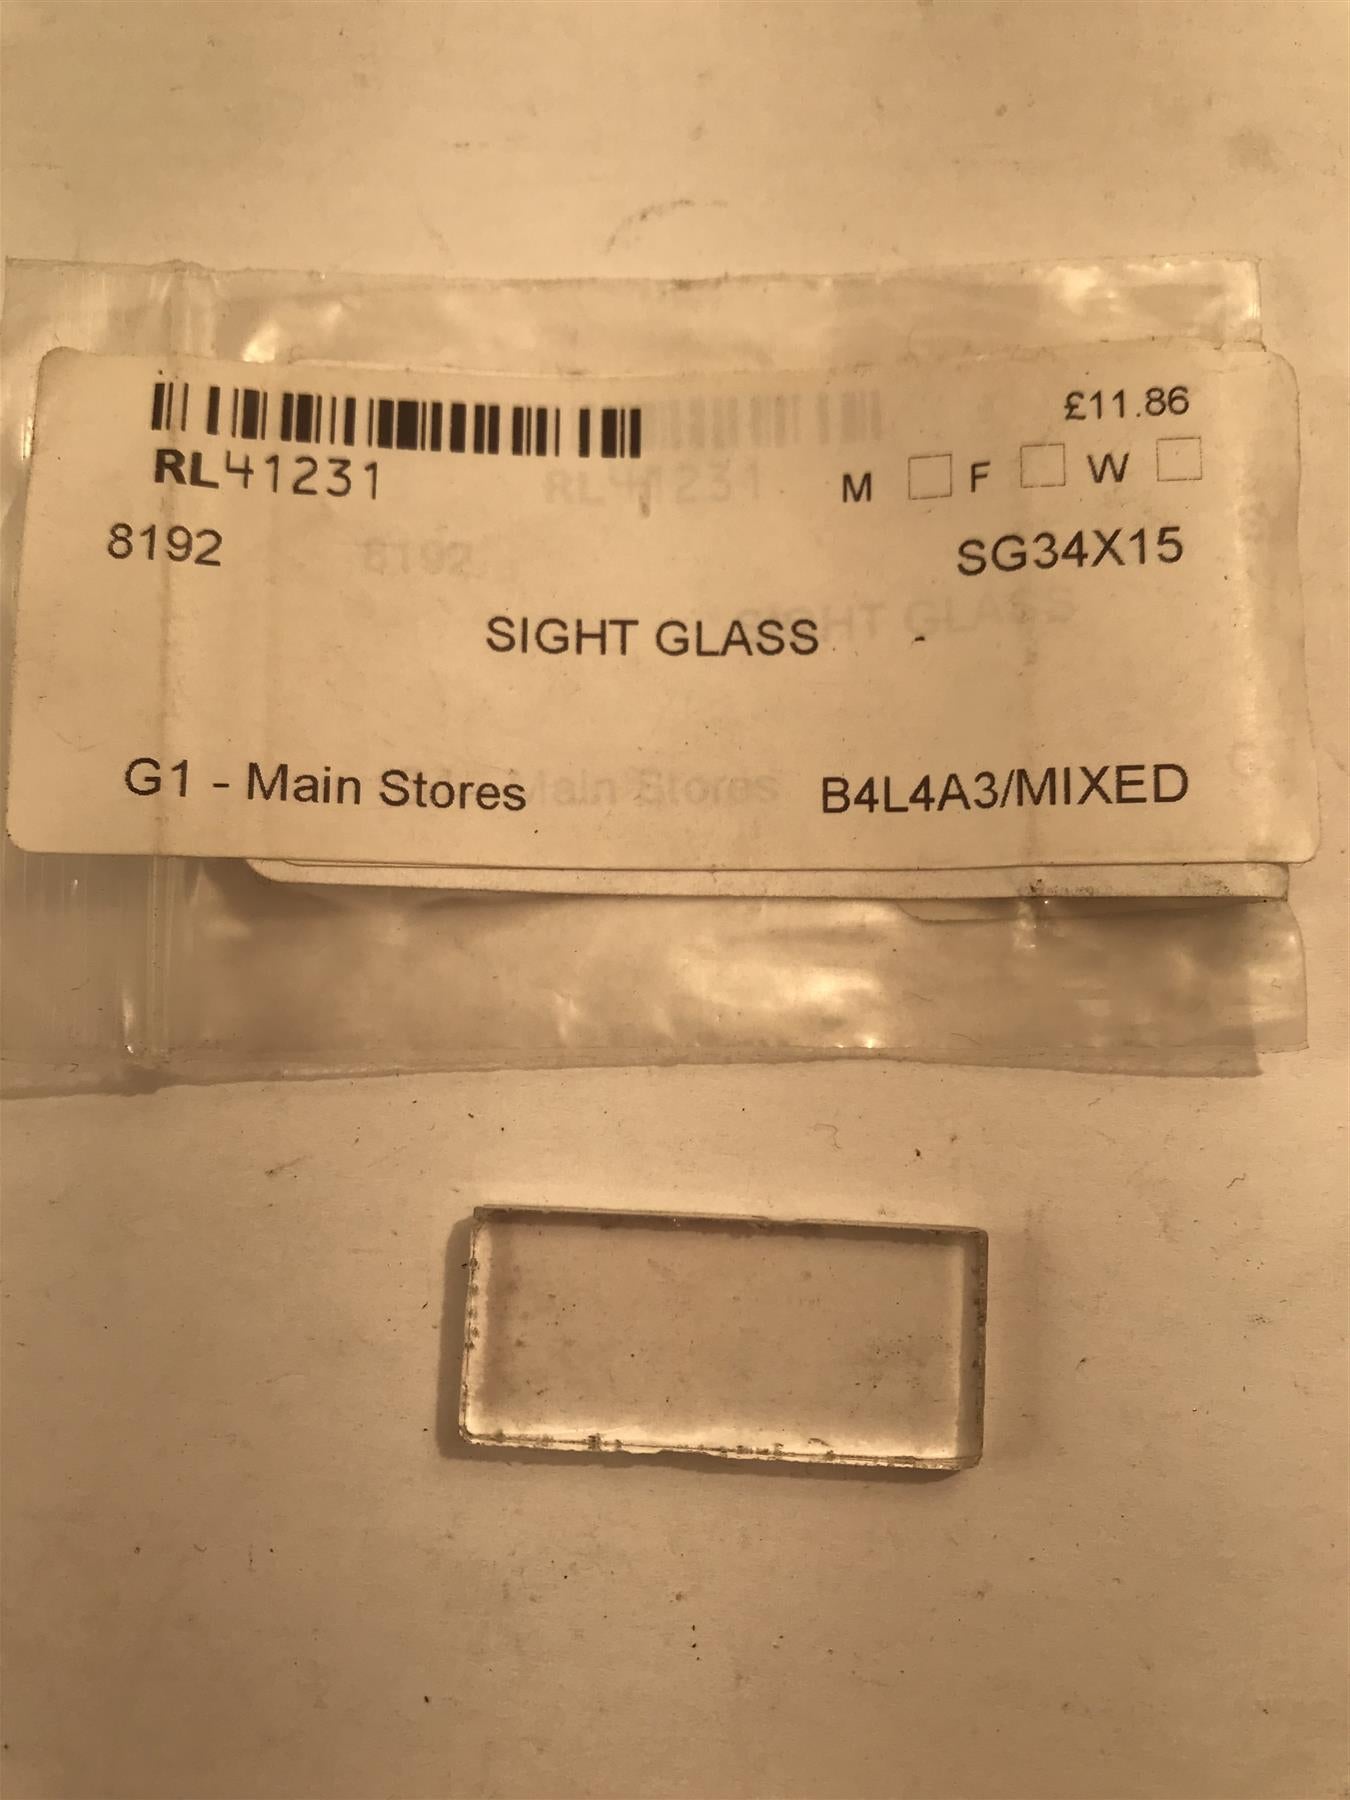 £11.86
RL41231
M F W
8192 SG34X15
SIGHT GLASS -
G1 - Main Stores B4L4A3/MIXED